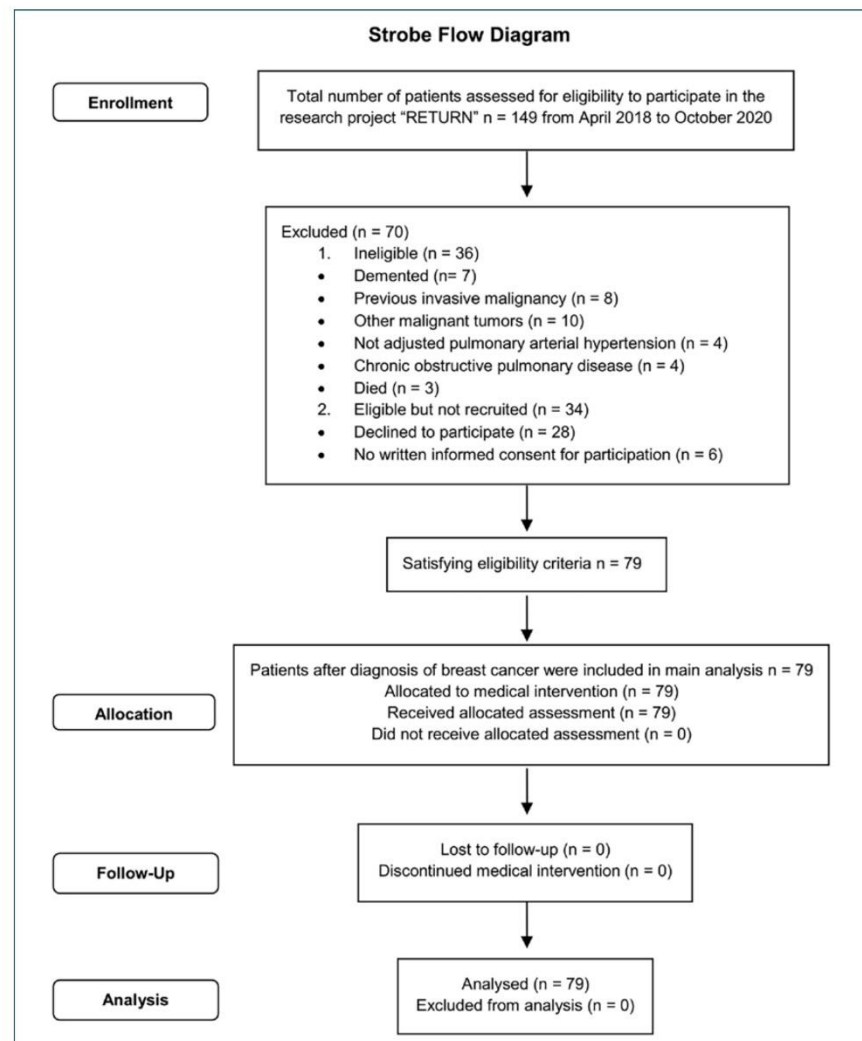 Strobe Flow Diagram
Enrollment
Total number of patients assessed for eligibility to participate in the
research project “RETURN” n = 149 from April 2018 to October 2020
Excluded (n = 70)
1. Ineligible (n = 36)
• Demented (n= 7)
• Previous invasive malignancy (n = 8)
• Other malignant tumors (n = 10)
• Not adjusted pulmonary arterial hypertension (n = 4)
• Chronic obstructive pulmonary disease (n = 4)
• Died (n = 3)
2. Eligible but not recruited (n = 34)
• Declined to participate (n = 28)
• No written informed consent for participation (n = 6)
Satisfying eligibility criteria n = 79
Allocation
Patients after diagnosis of breast cancer were included in main analysis n = 79
Allocated to medical intervention (n = 79)
Received allocated assessment (n = 79)
Did not receive allocated assessment (n = 0)
Follow-Up
Lost to follow-up (n = 0)
Discontinued medical intervention (n = 0)
Analysis
Analysed (n = 79)
Excluded from analysis (n = 0)